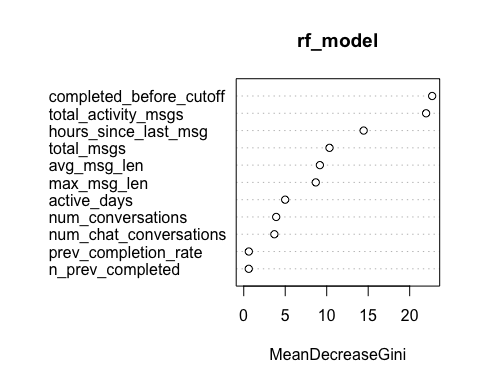 rf_model
completed_before_cutoff
total_activity_msgs
hours_since_last_msg
total_msgs
avg_msg_len
max_msg_len
active_days
num_conversations
num_chat_conversations
prev_completion_rate
n_prev_completed
0 5 10 15 20
MeanDecreaseGini